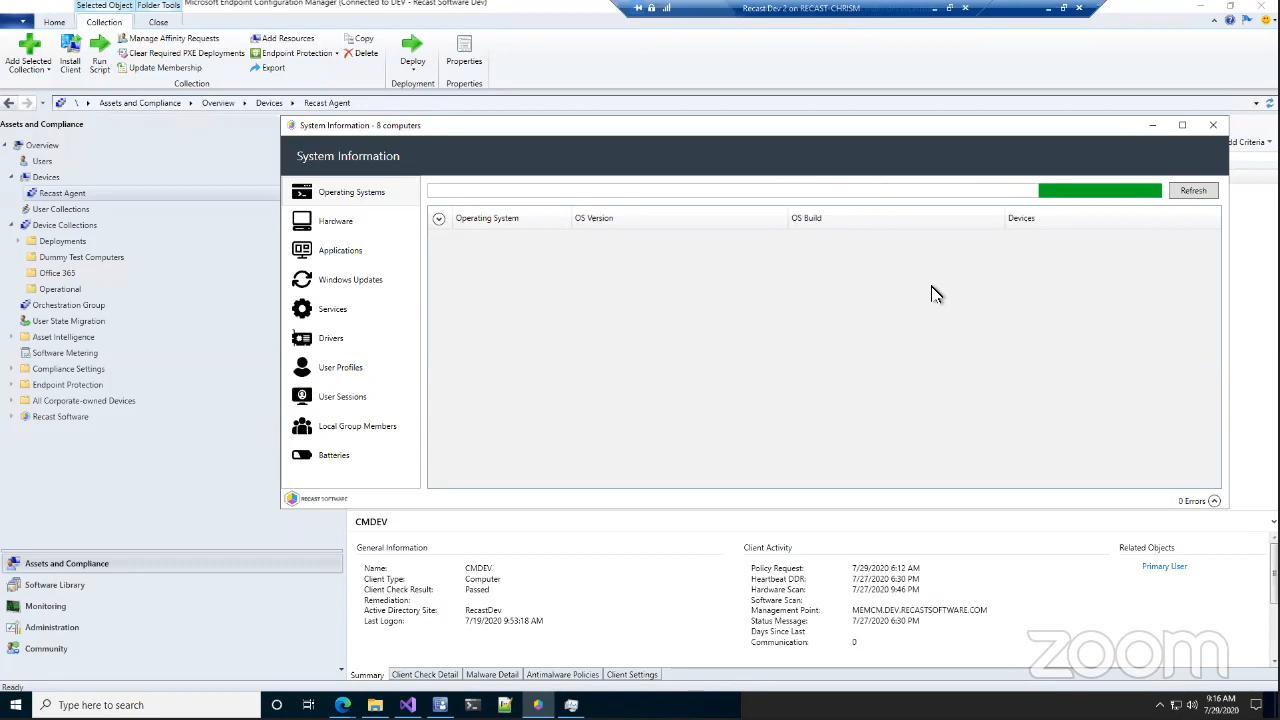 Selected Object
Folder Tools
Microsoft Endpoint Configuration Manager (Connected to DEV - Recast Software Dev)
Recast Dev 2 on RECAST-CHRISM
Home
Collection
Close
Add Selected Collection
Install Client
Run Script
Manage Affinity Requests
Clear Required PXE Deployments
Update Membership
Add Resources
Endpoint Protection
Export
Copy
Delete
Deploy
Properties
Collection
Deployment
Properties
\ Assets and Compliance Overview Devices Recast Agent
Assets and Compliance
Overview
Users
Devices
Recast Agent
User Collections
Device Collections
Deployments
Dummy Test Computers
Office 365
Operational
Orchestration Group
User State Migration
Asset Intelligence
Software Metering
Compliance Settings
Endpoint Protection
All Corporate-owned Devices
Recast Software
Assets and Compliance
Software Library
Monitoring
Administration
Community
Ready
System Information - 8 computers
dd Criteria
System Information
Operating Systems
Hardware
Applications
Windows Updates
Services
Drivers
User Profiles
User Sessions
Local Group Members
Batteries
RECAST SOFTWARE
Refresh
Operating System OS Version OS Build Devices
0 Errors
CMDEV
General Information
Name: CMDEV
Client Type: Computer
Client Check Result: Passed
Remediation:
Active Directory Site: RecastDev
Last Logon: 7/19/2020 9:53:18 AM
Client Activity
Policy Request: 7/29/2020 6:12 AM
Heartbeat DDR: 7/27/2020 6:30 PM
Hardware Scan: 7/27/2020 9:46 PM
Software Scan:
Management Point: MEMCM.DEV.RECASTSOFTWARE.COM
Status Message: 7/27/2020 6:30 PM
Days Since Last
Communication: 0
Related Objects
Primary User
zoom
Summary Client Check Detail Malware Detail Antimalware Policies Client Settings
Type here to search
9:16 AM
7/29/2020